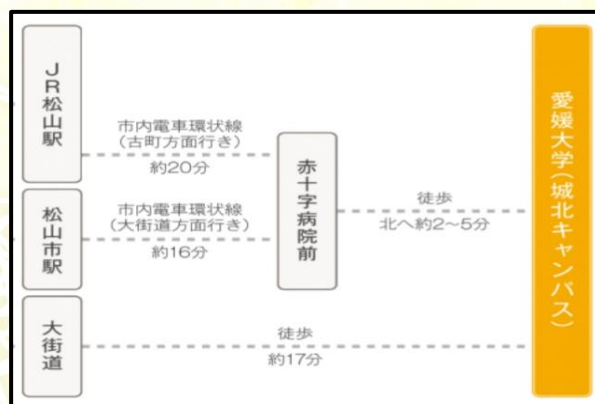 JR松山駅
市内電車環状線
(古町方面行き)
約20分
松山市駅
市内電車環状線
(大街道方面行き)
約16分
赤十字病院前
徒歩
北へ約2〜5分
大街道
徒歩
約17分
愛媛大学(城北キャンパス)